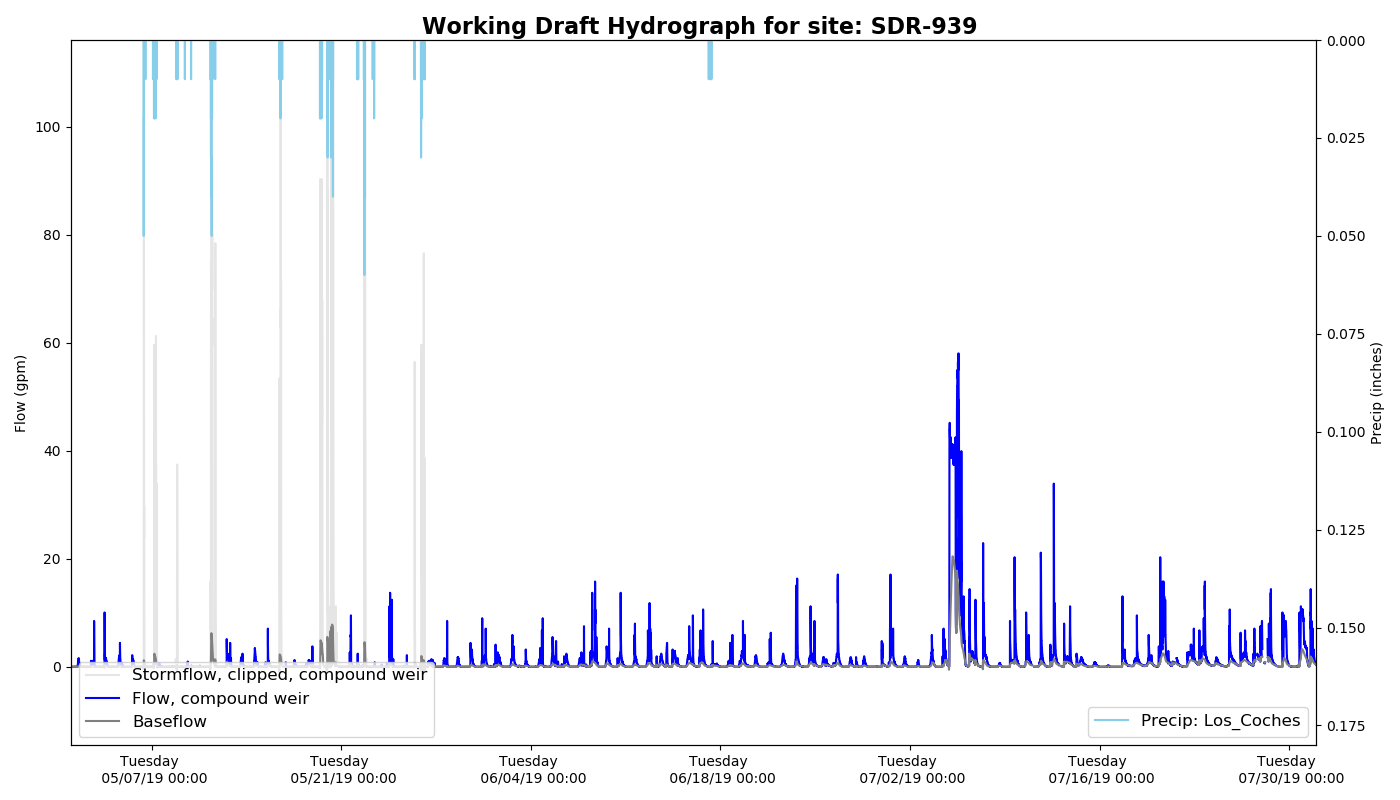 Working Draft Hydrograph for site: SDR-939
Flow (gpm)
100
80
60
40
20
0
0.000
0.025
0.050
0.075
0.100
0.125
0.150
0.175
Precip (inches)
Stormflow, clipped, compound weir
Flow, compound weir
Baseflow
Precip: Los_Coches
Tuesday
05/07/19 00:00
Tuesday
05/21/19 00:00
Tuesday
06/04/19 00:00
Tuesday
06/18/19 00:00
Tuesday
07/02/19 00:00
Tuesday
07/16/19 00:00
Tuesday
07/30/19 00:00